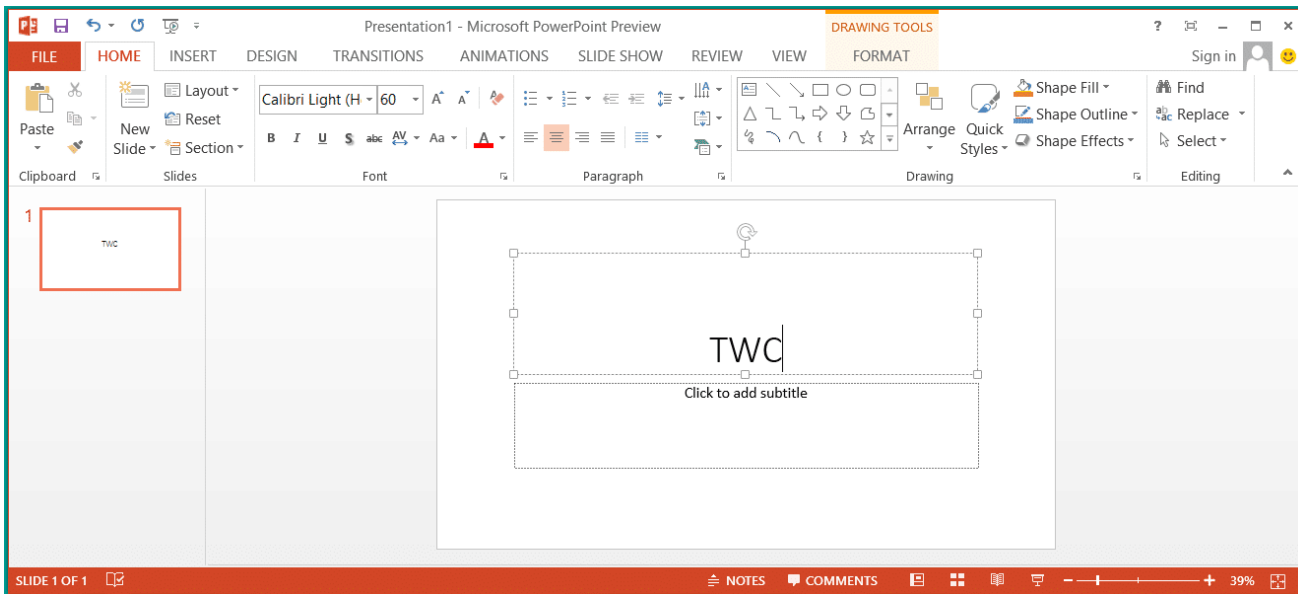 Presentation1 - Microsoft PowerPoint Preview
DRAWING TOOLS
?
FILE HOME INSERT DESIGN TRANSITIONS ANIMATIONS SLIDE SHOW REVIEW VIEW FORMAT Sign in
Paste
New
Slide
Layout
Reset
Section
Calibri Light (H 60
B I U S abc AV Aa A
Arrange
Quick
Styles
Shape Fill
Shape Outline
Shape Effects
Find
Replace
Select
Clipboard Slides Font Paragraph Drawing Editing
1
TWC
TWC
Click to add subtitle
SLIDE 1 OF 1 NOTES COMMENTS 39%